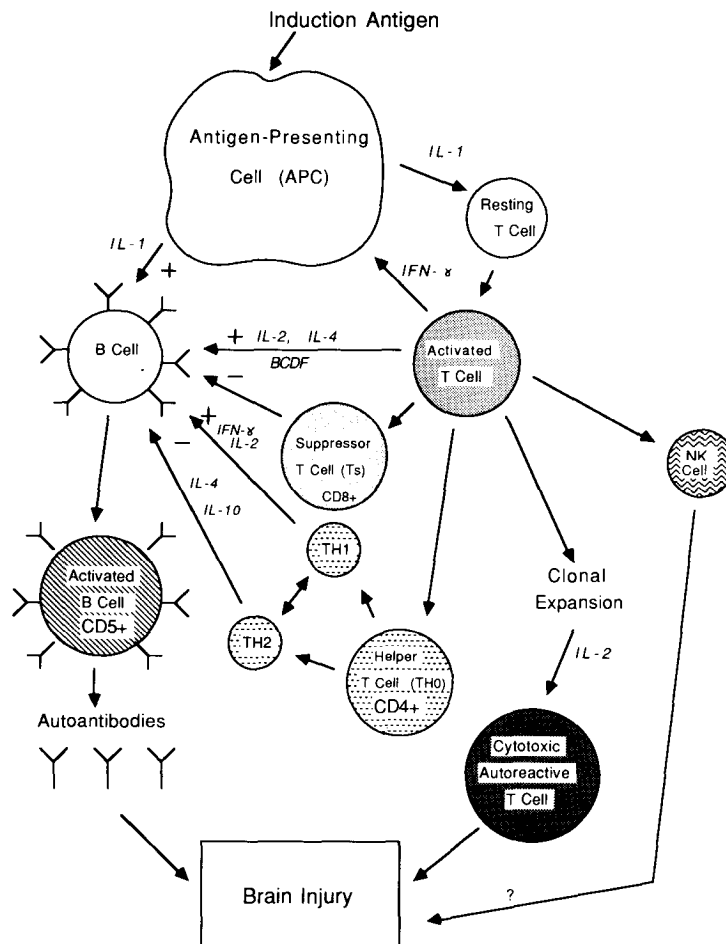 Induction Antigen
Antigen-Presenting
Cell (APC)
IL-1
Resting
T Cell
IL-1
+
IFN-ɤ
B Cell
+ IL-2, IL-4
BCDF
Activated
T Cell
−
+
IFN-ɤ
IL-2
−
Suppressor
T Cell (Ts)
CD8+
NK
Cell
IL-4
IL-10
TH1
Activated
B Cell
CD5+
Clonal
Expansion
TH2
Helper
T Cell (TH0)
CD4+
IL-2
Autoantibodies
Cytotoxic
Autoreactive
T Cell
Brain Injury
?